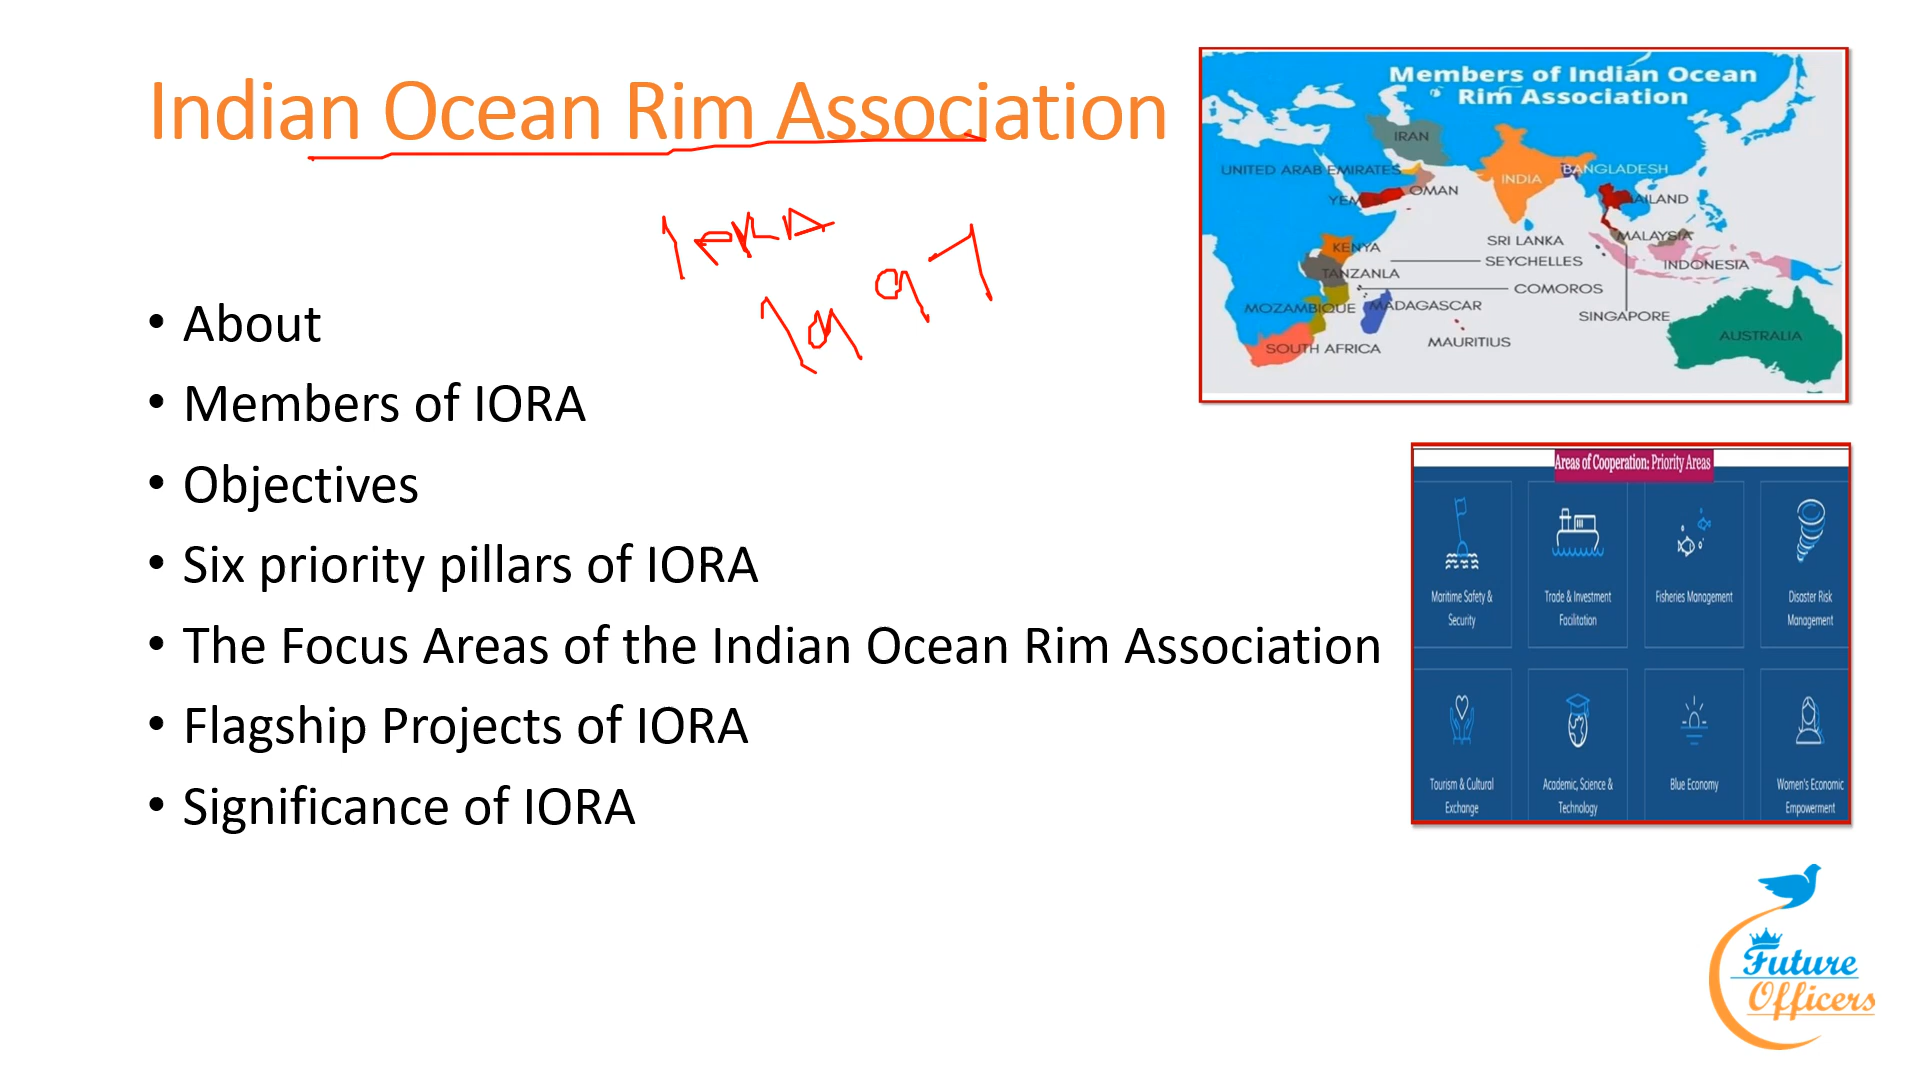 Indian Ocean Rim Association
IORA
1997
• About
• Members of IORA
• Objectives
• Six priority pillars of IORA
• The Focus Areas of the Indian Ocean Rim Association
• Flagship Projects of IORA
• Significance of IORA
Members of Indian Ocean
Rim Association
IRAN
UNITED ARAB EMIRATES
INDIA
BANGLADESH
OMAN
YEMEN
THAILAND
KENYA
SRI LANKA
MALAYSIA
SEYCHELLES
INDONESIA
TANZANLA
COMOROS
MOZAMBIQUE
MADAGASCAR
SINGAPORE
AUSTRALIA
SOUTH AFRICA
MAURITIUS
Areas of Cooperation: Priority Areas
Maritime Safety &
Security
Trade & Investment
Facilitation
Fisheries Management
Disaster Risk
Management
Tourism & Cultural
Exchange
Academic, Science &
Technology
Blue Economy
Women's Economic
Empowerment
Future
Officers